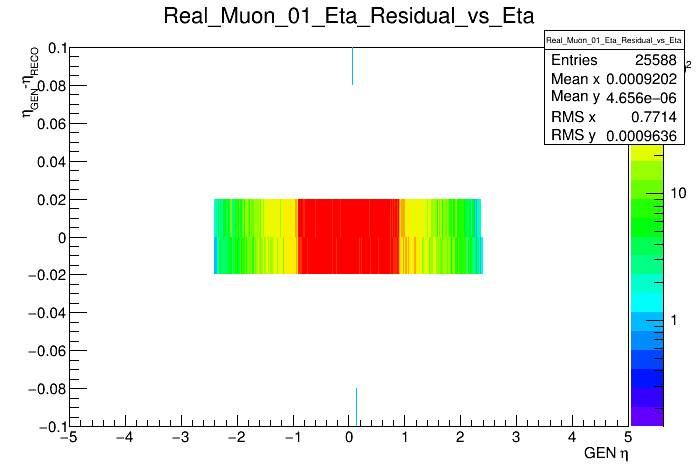 Real_Muon_01_Eta_Residual_vs_Eta
Real_Muon_01_Eta_Residual_vs_Eta
Entries 25588
Mean x 0.0009202
Mean y 4.656e−06
RMS x 0.7714
RMS y 0.0009636
η_GEN-η_RECO
0.1
0.08
0.06
0.04
0.02
0
−0.02
−0.04
−0.06
−0.08
−0.1
−5 −4 −3 −2 −1 0 1 2 3 4 5
GEN η
2
10
1